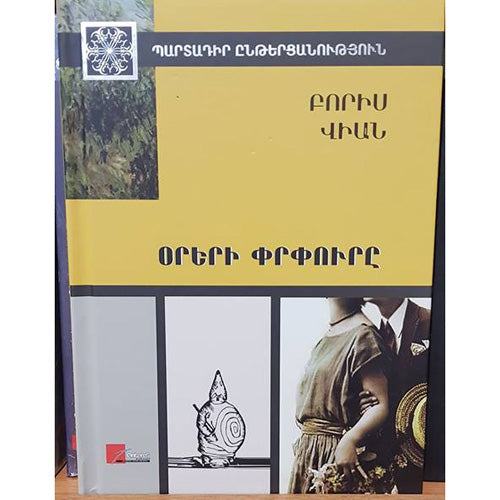 ՊԱՐՏԱԴԻՐ ԸՆԹԵՐՑԱՆՈՒԹՅՈՒՆ
ԲՈՐԻՍ
ՎԻԱՆ
ՕՐԵՐԻ ՓՐՓՈՒՐԸ